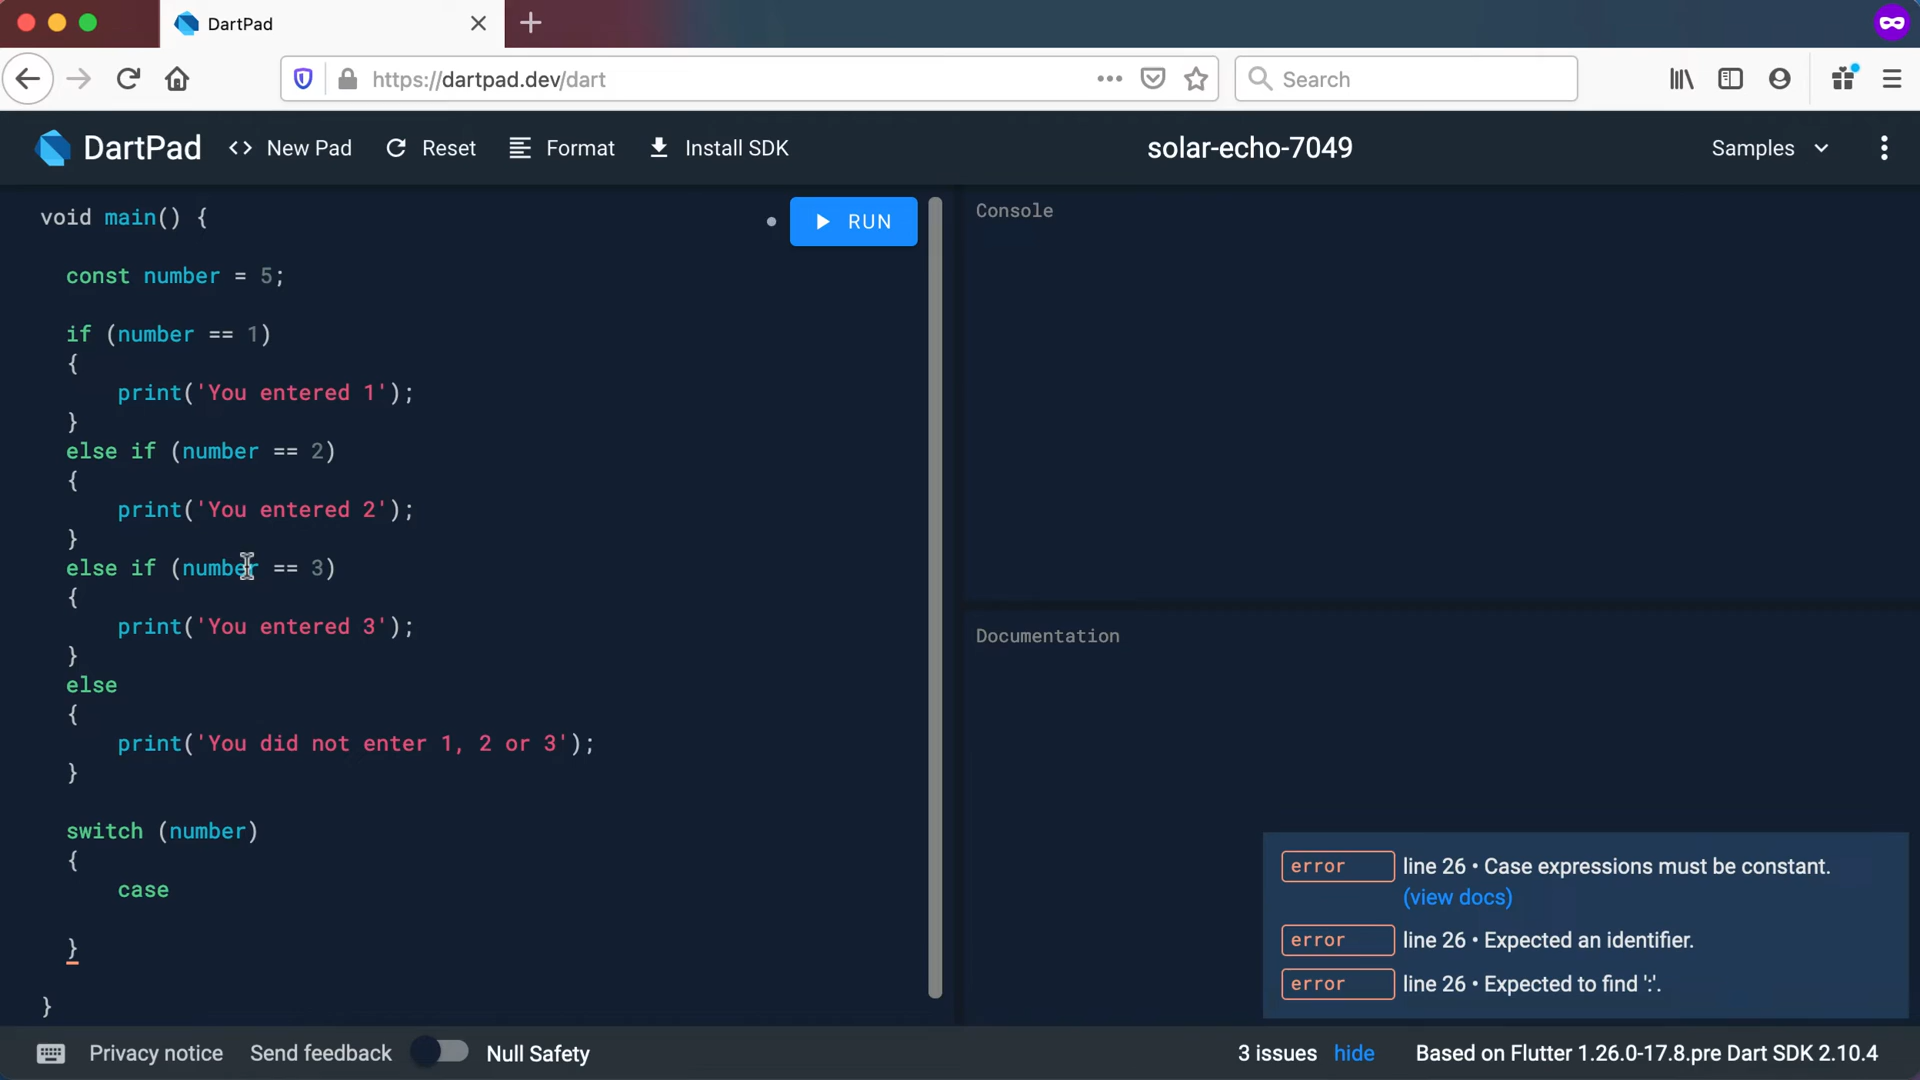 DartPad
https://dartpad.dev/dart
Search
DartPad
<> New Pad
Reset
Format
Install SDK
solar-echo-7049
Samples
void main() {
RUN
Console
const number = 5;
if (number == 1)
{
print('You entered 1');
}
else if (number == 2)
{
print('You entered 2');
}
else if (number == 3)
{
print('You entered 3');
}
else
{
print('You did not enter 1, 2 or 3');
}
switch (number)
{
case
}
}
Documentation
error line 26 • Case expressions must be constant.
(view docs)
error line 26 • Expected an identifier.
error line 26 • Expected to find ':'.
Privacy notice
Send feedback
Null Safety
3 issues hide
Based on Flutter 1.26.0-17.8.pre Dart SDK 2.10.4